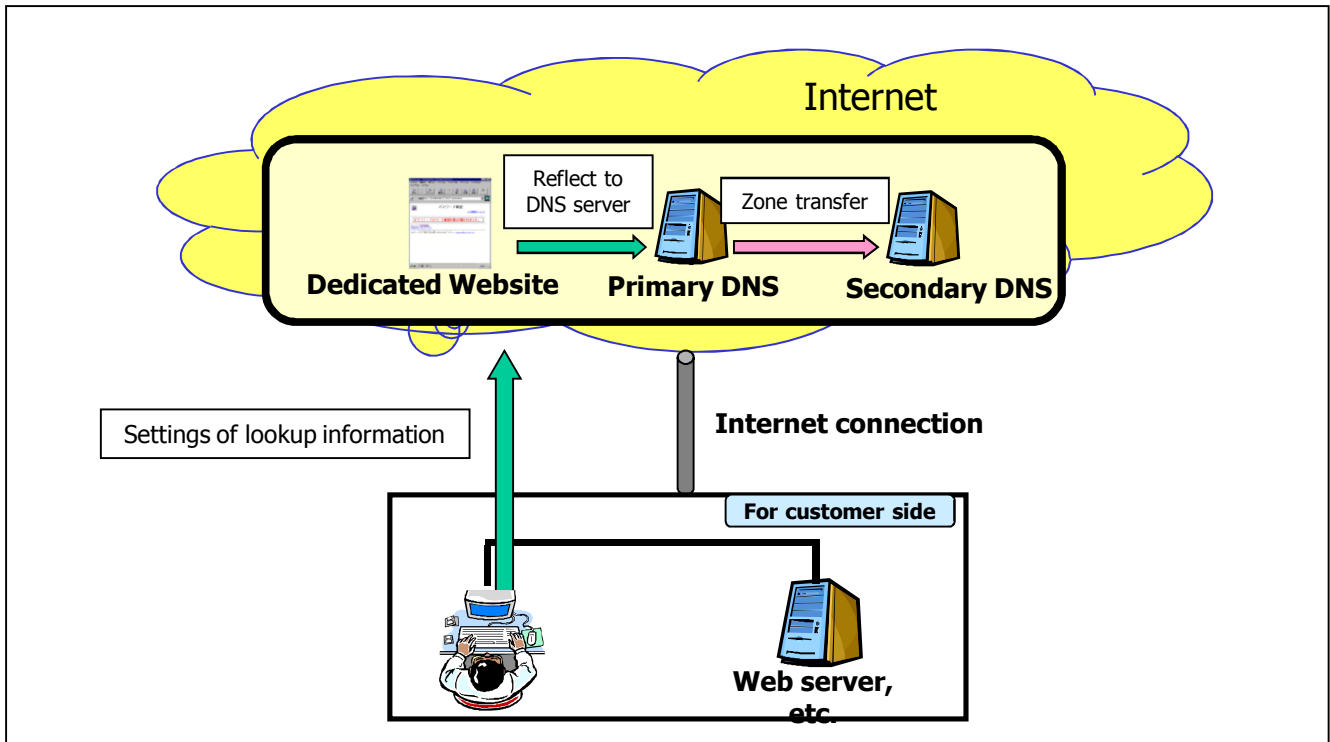 Internet
Reflect to
DNS server
Zone transfer
Dedicated Website
Primary DNS
Secondary DNS
Settings of lookup information
Internet connection
For customer side
Web server,
etc.